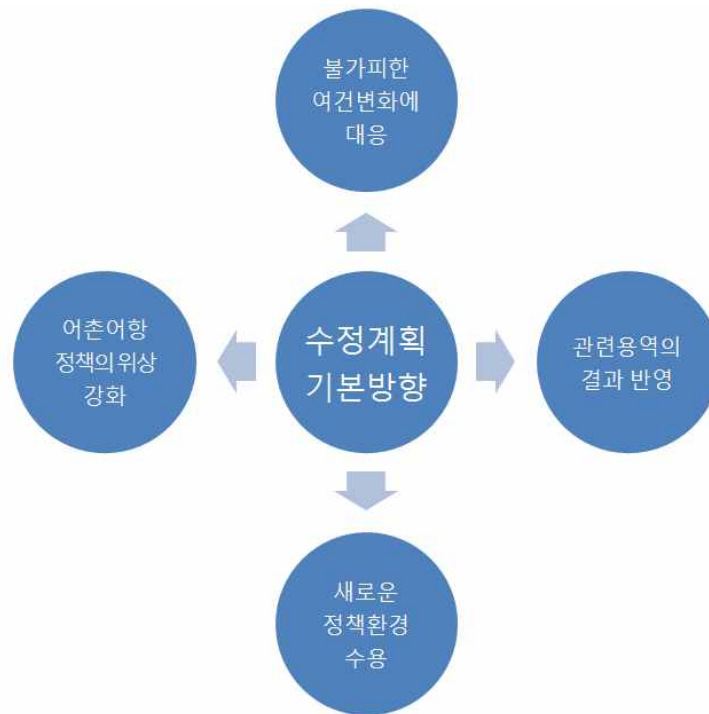 불가피한
여건변화에
대응
어촌어항
정책의 위상
강화
수정계획
기본방향
관련용역의
결과 반영
새로운
정책환경
수용